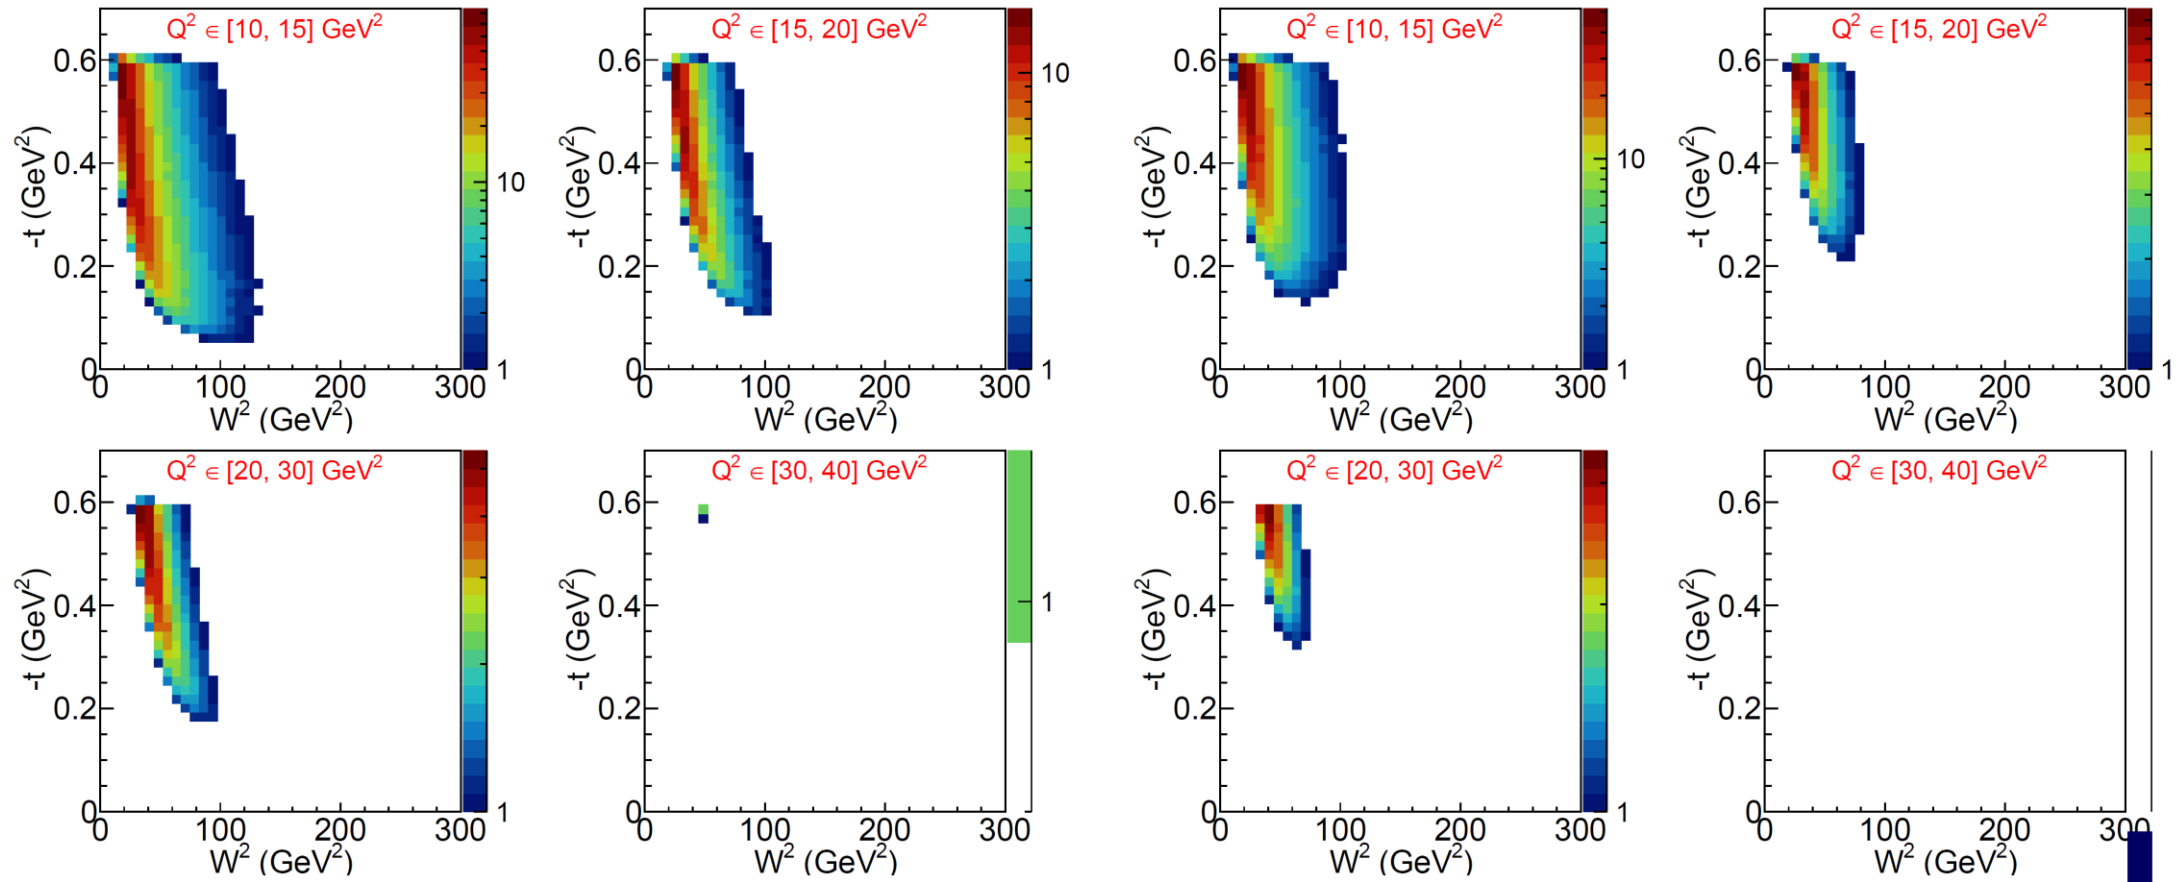 Q² ∈ [10, 15] GeV²
0.6
0.4
0.2
0
-t (GeV²)
0 100 200 300
W² (GeV²)
10
1
Q² ∈ [15, 20] GeV²
0.6
0.4
0.2
0
-t (GeV²)
0 100 200 300
W² (GeV²)
10
1
Q² ∈ [10, 15] GeV²
0.6
0.4
0.2
0
-t (GeV²)
0 100 200 300
W² (GeV²)
10
1
Q² ∈ [15, 20] GeV²
0.6
0.4
0.2
0
-t (GeV²)
0 100 200 300
W² (GeV²)
1
Q² ∈ [20, 30] GeV²
0.6
0.4
0.2
0
-t (GeV²)
0 100 200 300
W² (GeV²)
1
Q² ∈ [30, 40] GeV²
0.6
0.4
0.2
0
-t (GeV²)
0 100 200 300
W² (GeV²)
1
Q² ∈ [20, 30] GeV²
0.6
0.4
0.2
0
-t (GeV²)
0 100 200 300
W² (GeV²)
1
Q² ∈ [30, 40] GeV²
0.6
0.4
0.2
0
-t (GeV²)
0 100 200 300
W² (GeV²)